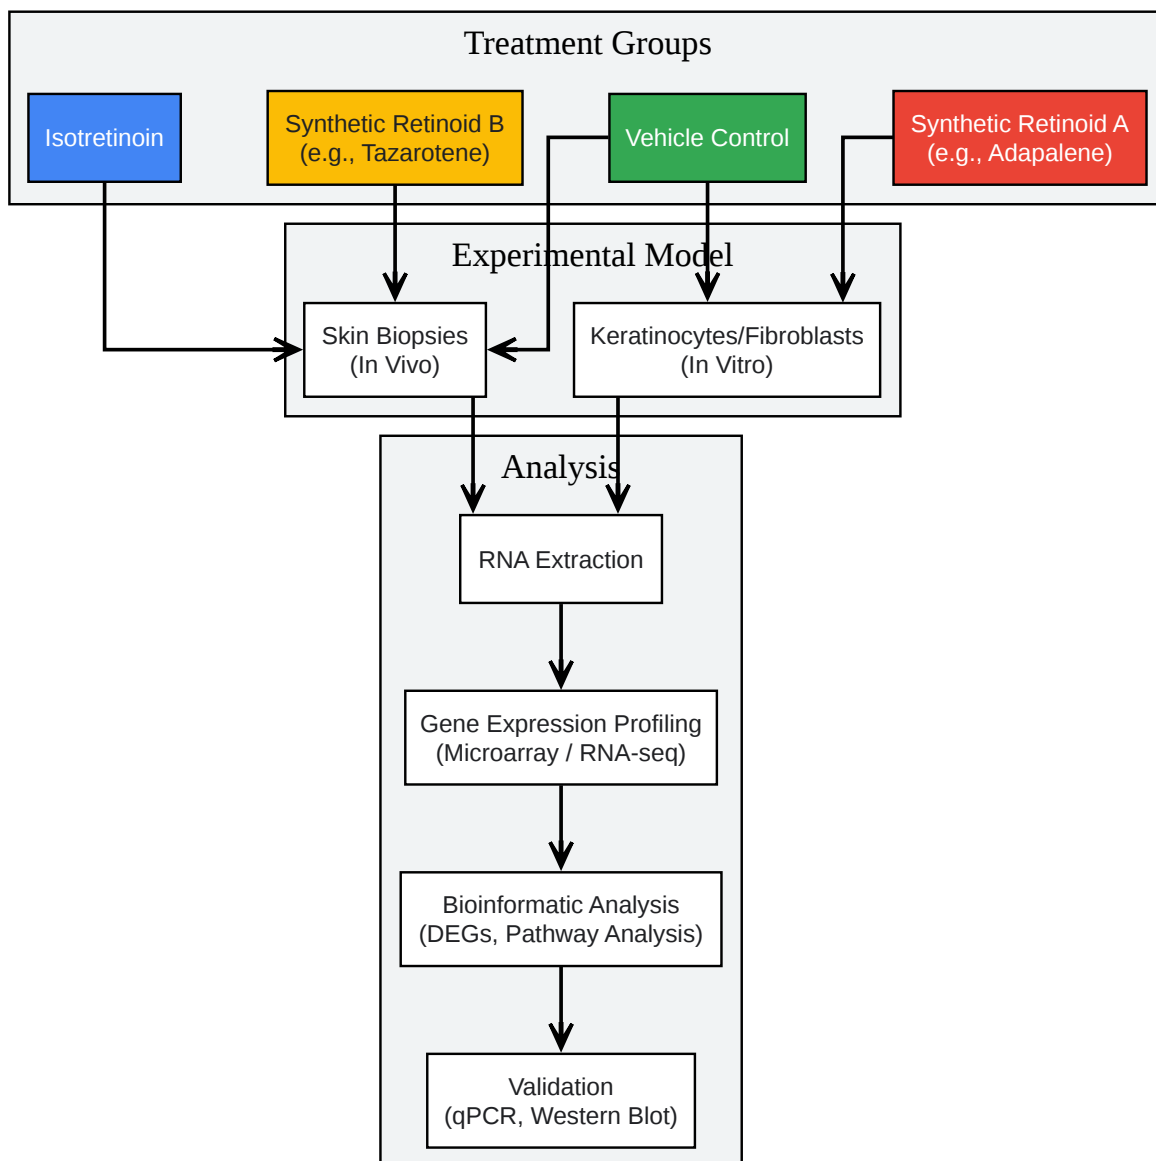 Treatment Groups
Isotretinoin
Synthetic Retinoid B
(e.g., Tazarotene)
Vehicle Control
Synthetic Retinoid A
(e.g., Adapalene)
Experimental Model
Skin Biopsies
(In Vivo)
Keratinocytes/Fibroblasts
(In Vitro)
Analysis
RNA Extraction
Gene Expression Profiling
(Microarray / RNA-seq)
Bioinformatic Analysis
(DEGs, Pathway Analysis)
Validation
(qPCR, Western Blot)